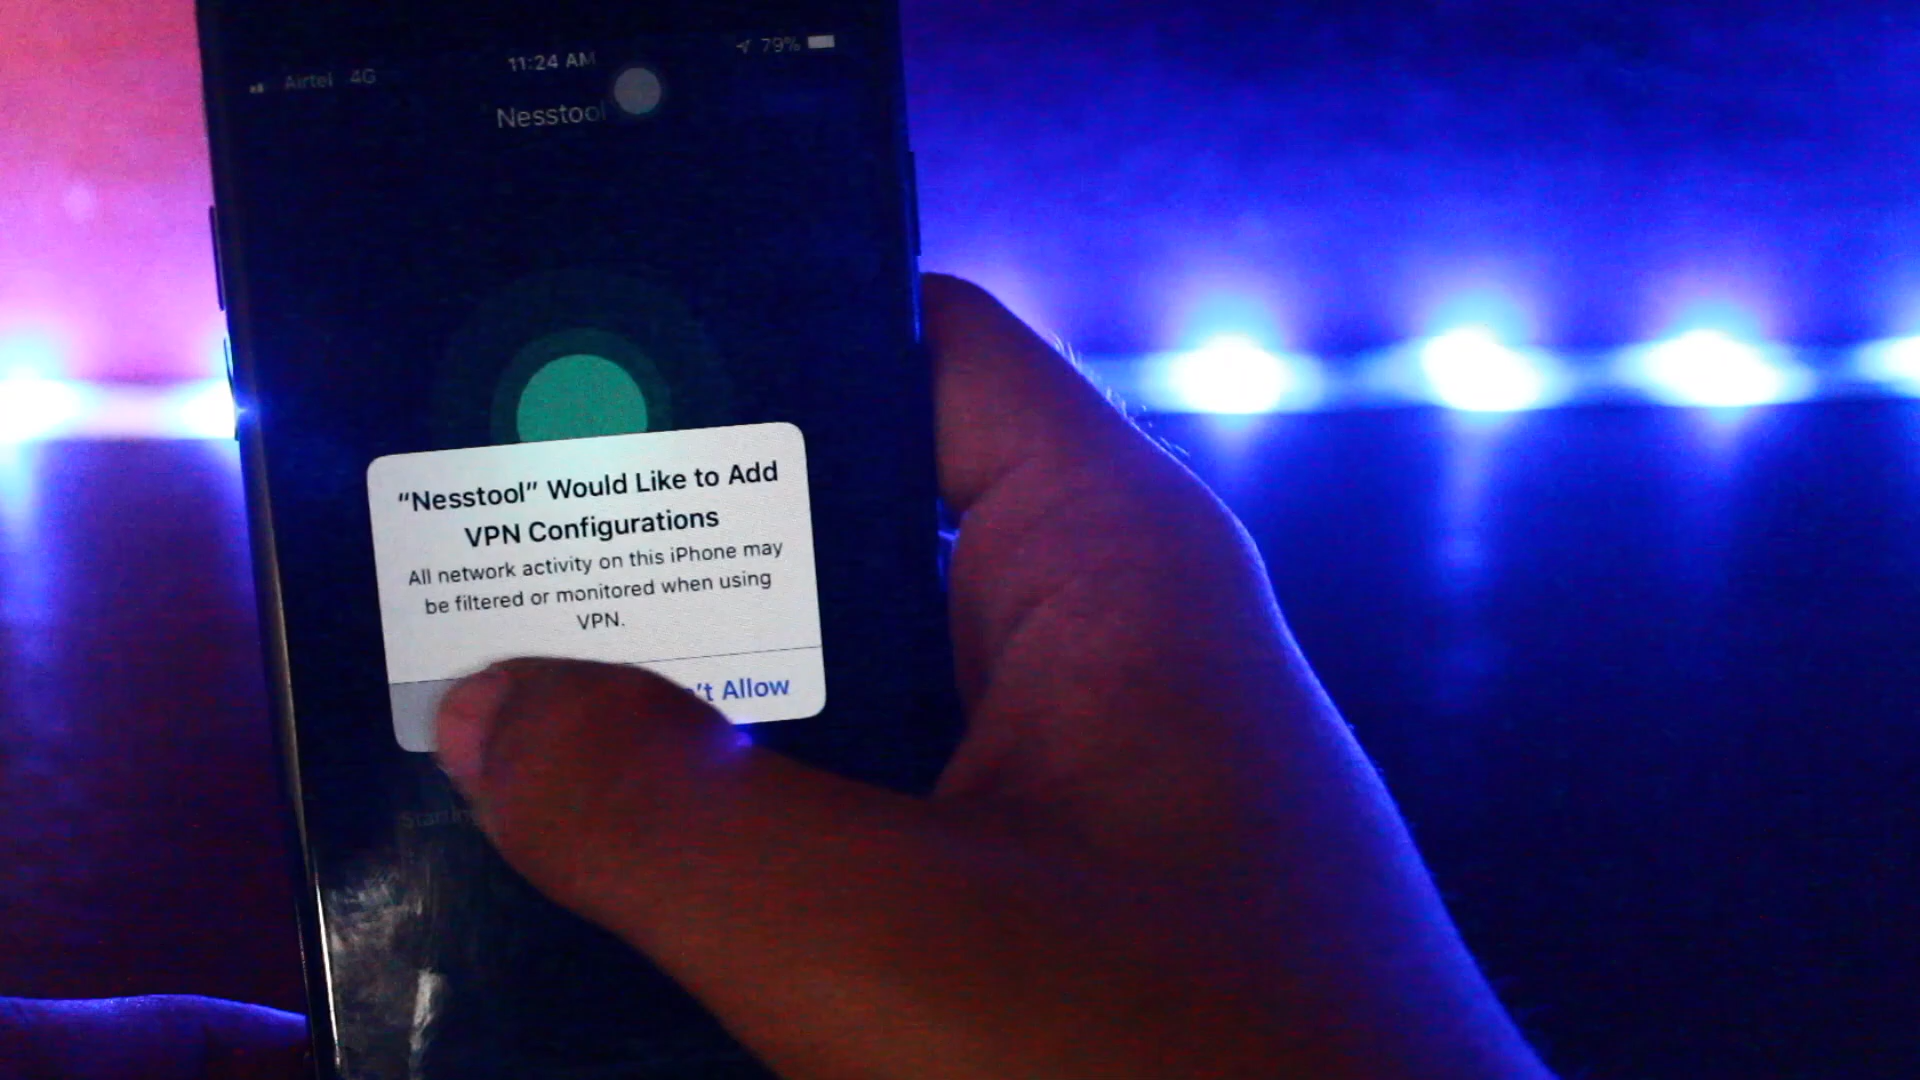 11:24 AM
79%
Airtel 4G
Nesstool
“Nesstool” Would Like to Add
VPN Configurations
All network activity on this iPhone may
be filtered or monitored when using
VPN.
't Allow
Startin